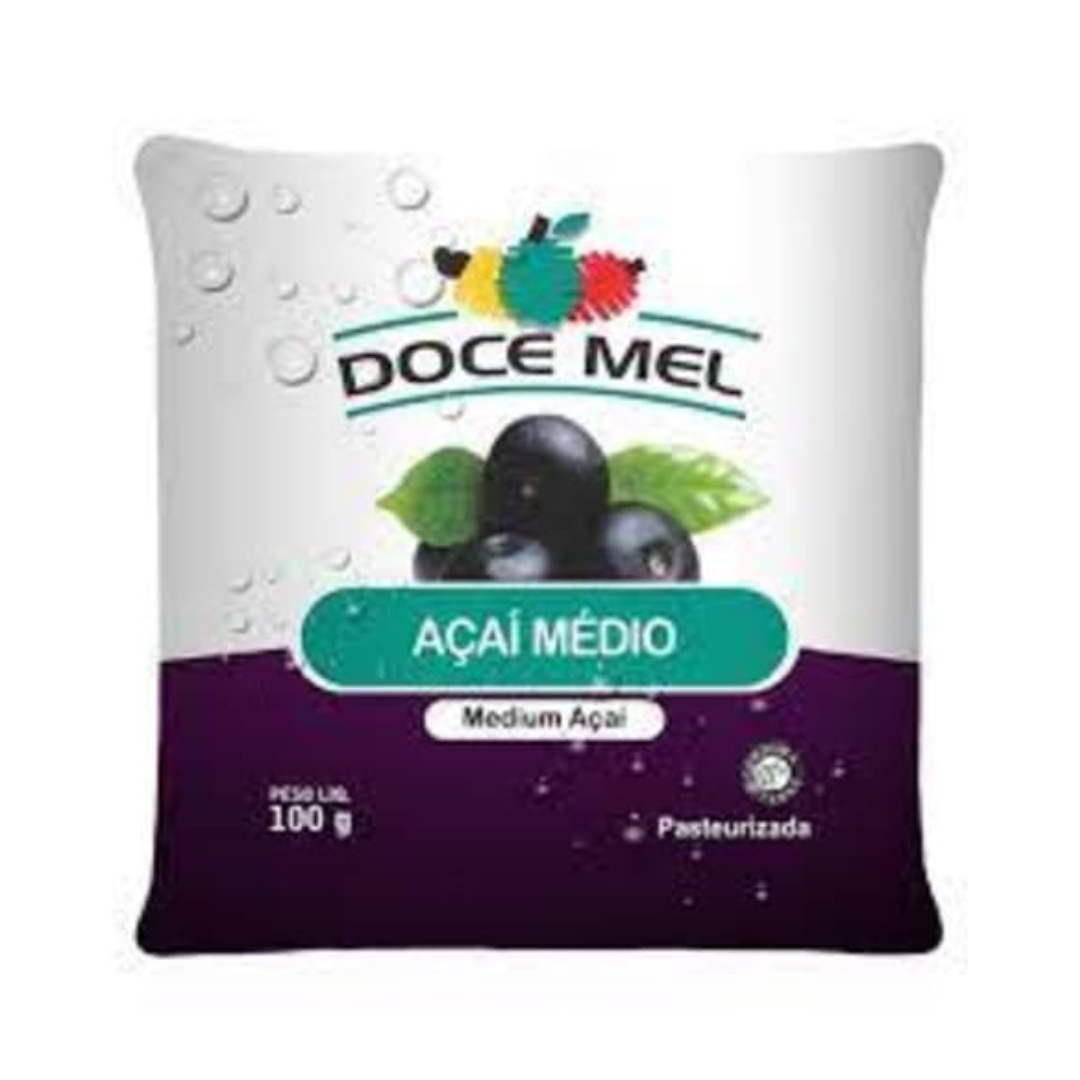 DOCE MEL
AÇAÍ MÉDIO
Medium Açaí
PESO LIQ.
100 g
Pasteurizada